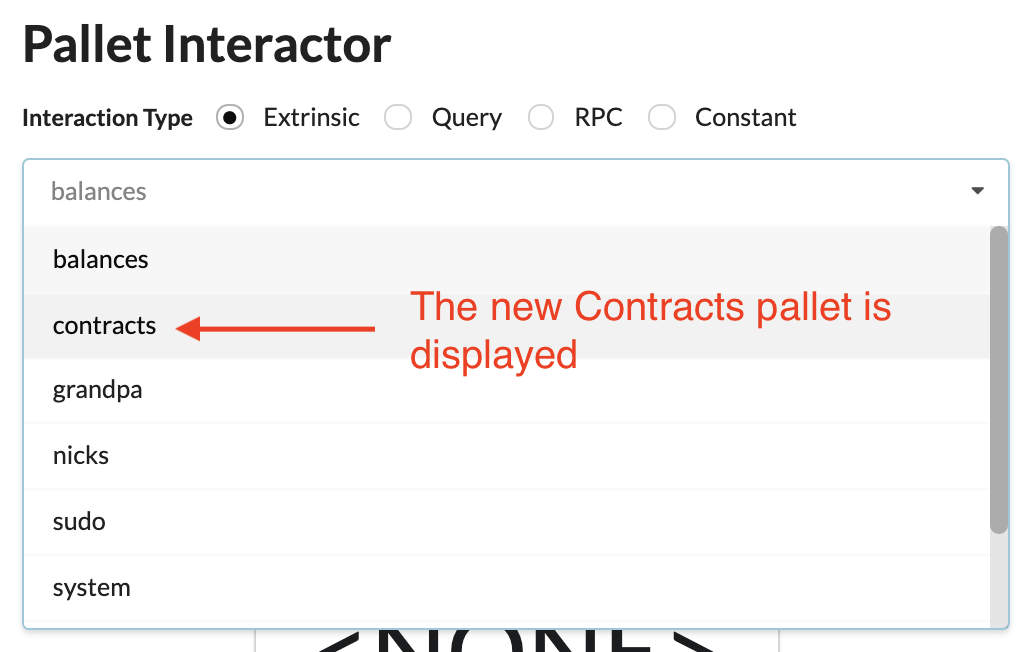 Pallet Interactor
Interaction Type Extrinsic Query RPC Constant
balances
balances
contracts
The new Contracts pallet is
displayed
grandpa
nicks
sudo
system
<NONE>